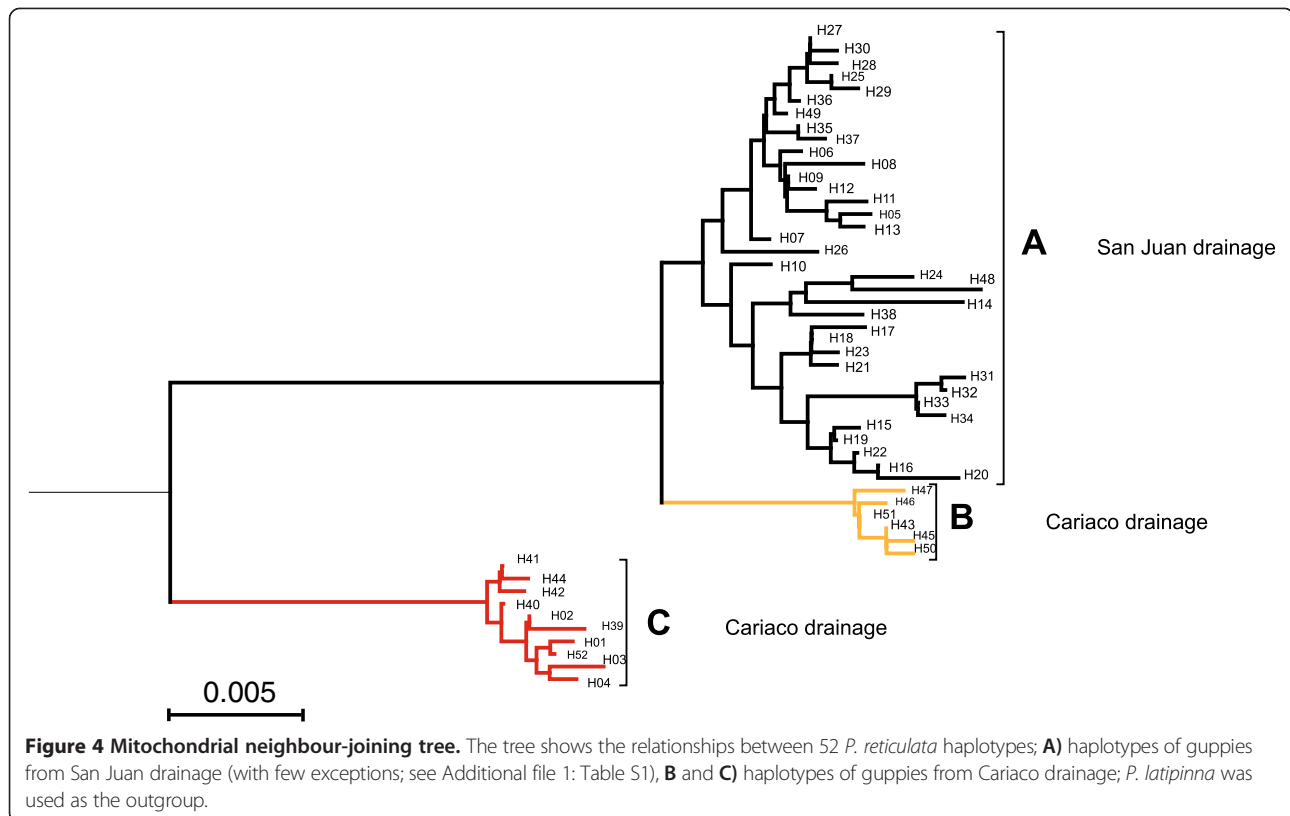 H27
H30
H28
H25
H29
H36
H49
H35
H37
H06
H08
H09
H12
H11
H05
H13
H07
H26
A San Juan drainage
H10
H24
H48
H14
H38
H17
H18
H23
H21
H31
H32
H33
H34
H15
H19
H22
H16
H20
H47
H46
H51
H43
H45
H50
B Cariaco drainage
H41
H44
H42
H40
H02
H39
H01
H52
H03
H04
C Cariaco drainage
0.005
Figure 4 Mitochondrial neighbour-joining tree. The tree shows the relationships between 52 P. reticulata haplotypes; A) haplotypes of guppies
from San Juan drainage (with few exceptions; see Additional file 1: Table S1), B and C) haplotypes of guppies from Cariaco drainage; P. latipinna was
used as the outgroup.